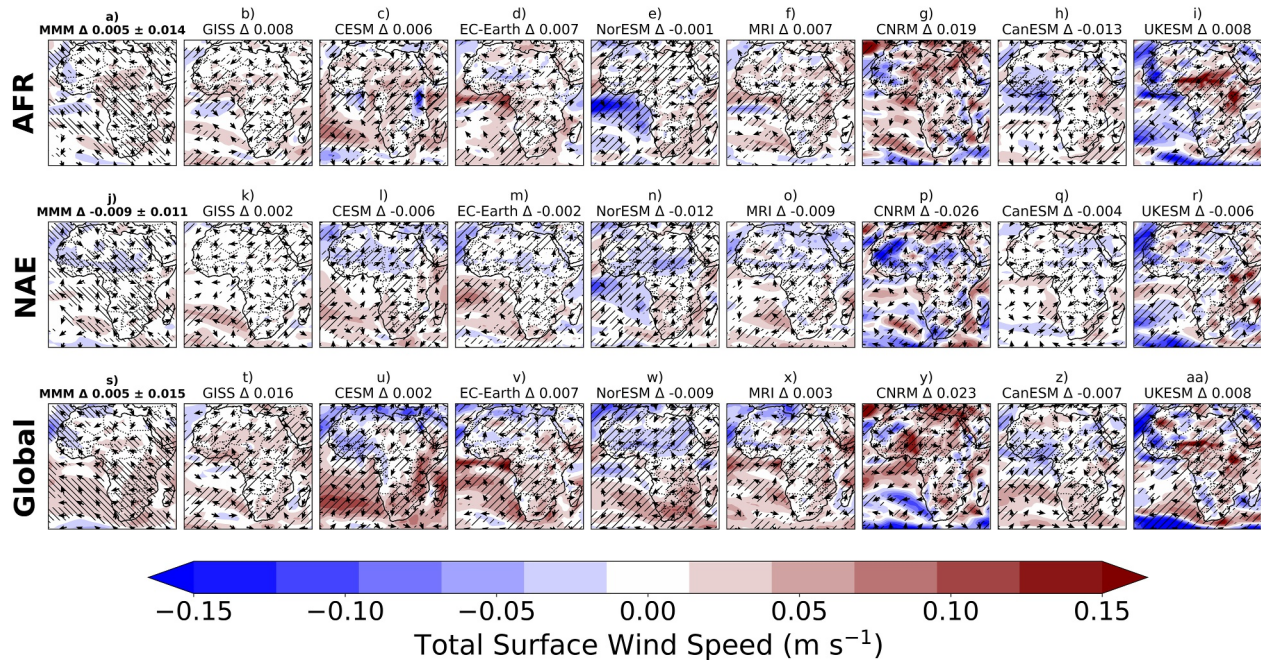 a) b) c) d) e) f) g) h) i)
MMM Δ 0.005 ± 0.014 GISS Δ 0.008 CESM Δ 0.006 EC-Earth Δ 0.007 NorESM Δ -0.001 MRI Δ 0.007 CNRM Δ 0.019 CanESM Δ -0.013 UKESM Δ 0.008
AFR
j) k) l) m) n) o) p) q) r)
MMM Δ -0.009 ± 0.011 GISS Δ 0.002 CESM Δ -0.006 EC-Earth Δ -0.002 NorESM Δ -0.012 MRI Δ -0.009 CNRM Δ -0.026 CanESM Δ -0.004 UKESM Δ -0.006
NAE
s) t) u) v) w) x) y) z) aa)
MMM Δ 0.005 ± 0.015 GISS Δ 0.016 CESM Δ 0.002 EC-Earth Δ 0.007 NorESM Δ -0.009 MRI Δ 0.003 CNRM Δ 0.023 CanESM Δ -0.007 UKESM Δ 0.008
Global
−0.15 −0.10 −0.05 0.00 0.05 0.10 0.15
Total Surface Wind Speed (m s⁻¹)